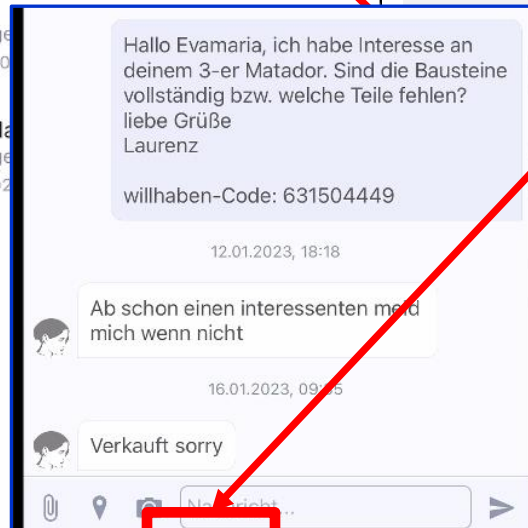 Hallo Evamaria, ich habe Interesse an
deinem 3-er Matador. Sind die Bausteine
vollständig bzw. welche Teile fehlen?
liebe Grüße
Laurenz
willhaben-Code: 631504449
12.01.2023, 18:18
Ab schon einen interessenten meld
mich wenn nicht
16.01.2023,
Verkauft sorry
Nachricht...